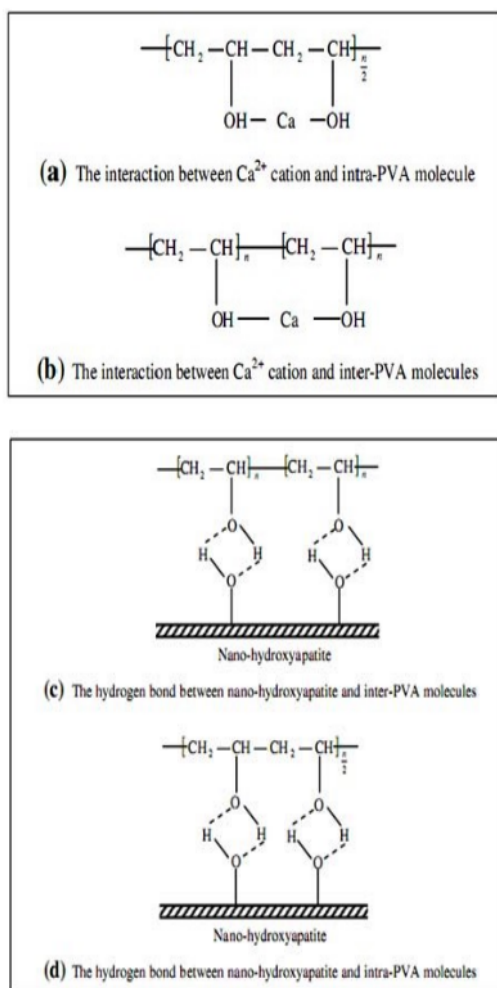 —[CH₂ —CH — CH₂ —CH]— n/2
OH— Ca —OH
(a) The interaction between Ca²⁺ cation and intra-PVA molecule
—[CH₂ —CH]ₙ—[CH₂ —CH]ₙ—
OH— Ca —OH
(b) The interaction between Ca²⁺ cation and inter-PVA molecules
—[CH₂ —CH]ₙ—[CH₂ —CH]ₙ—
O O
H H H H
O O
Nano-hydroxyapatite
(c) The hydrogen bond between nano-hydroxyapatite and inter-PVA molecules
—[CH₂ —CH — CH₂ —CH]— n/2
O O
H H H H
O O
Nano-hydroxyapatite
(d) The hydrogen bond between nano-hydroxyapatite and intra-PVA molecules